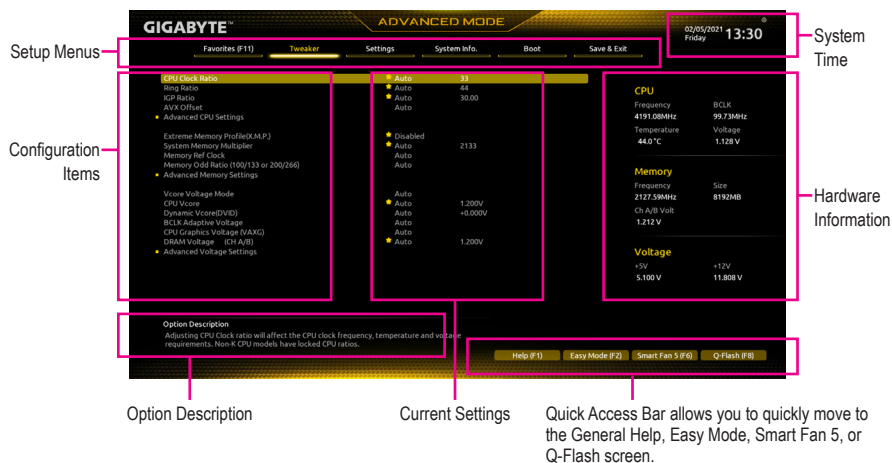 GIGABYTE™
ADVANCED MODE
02/05/2021 Friday 13:30
System Time
Setup Menus
Favorites (F11) Tweaker Settings System Info. Boot Save & Exit
CPU Clock Ratio Auto 33
Ring Ratio Auto 44
IGP Ratio Auto 30.00
AVX Offset Auto
Advanced CPU Settings
Extreme Memory Profile(X.M.P.) Disabled
System Memory Multiplier Auto 2133
Memory Ref Clock Auto
Memory Odd Ratio (100/133 or 200/266) Auto
Advanced Memory Settings
Vcore Voltage Mode Auto
CPU Vcore Auto 1.200V
Dynamic Vcore(DVID) Auto +0.000V
BCLK Adaptive Voltage Auto
CPU Graphics Voltage (VAXG) Auto
DRAM Voltage (CH A/B) Auto 1.200V
Advanced Voltage Settings
Configuration Items
CPU
Frequency BCLK
4191.08MHz 99.73MHz
Temperature Voltage
44.0°C 1.128 V
Memory
Frequency Size
2127.59MHz 8192MB
Ch A/B Volt
1.212 V
Voltage
+5V +12V
5.100 V 11.808 V
Hardware Information
Option Description
Adjusting CPU Clock ratio will affect the CPU clock frequency, temperature and voltage
requirements. Non-K CPU models have locked CPU ratios.
Help (F1) Easy Mode (F2) Smart Fan 5 (F6) Q-Flash (F8)
Option Description
Current Settings
Quick Access Bar allows you to quickly move to
the General Help, Easy Mode, Smart Fan 5, or
Q-Flash screen.